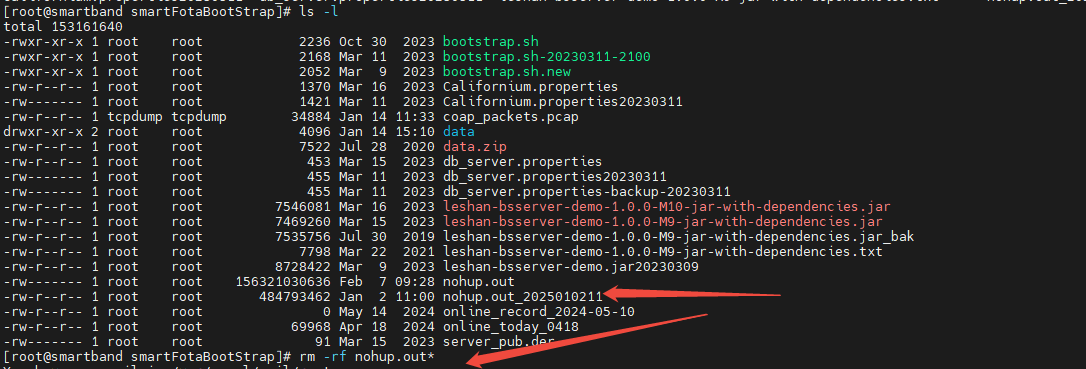 [root@smartband smartFotaBootStrap]# ls -l
total 153161640
-rwxr-xr-x 1 root    root            2236 Oct 30  2023 bootstrap.sh
-rwxr-xr-x 1 root    root            2168 Mar 11  2023 bootstrap.sh-20230311-2100
-rwxr-xr-x 1 root    root            2052 Mar  9  2023 bootstrap.sh.new
-rw-r--r-- 1 root    root            1370 Mar 16  2023 Californium.properties
-rw------- 1 root    root            1421 Mar 11  2023 Californium.properties20230311
-rw-r--r-- 1 tcpdump tcpdump        34884 Jan 14 11:33 coap_packets.pcap
drwxr-xr-x 2 root    root            4096 Jan 14 15:10 data
-rw-r--r-- 1 root    root            7522 Jul 28  2020 data.zip
-rw-r--r-- 1 root    root             453 Mar 15  2023 db_server.properties
-rw------- 1 root    root             455 Mar 11  2023 db_server.properties20230311
-rw------- 1 root    root             455 Mar 11  2023 db_server.properties-backup-20230311
-rw-r--r-- 1 root    root         7546081 Mar 16  2023 leshan-bsserver-demo-1.0.0-M10-jar-with-dependencies.jar
-rw-r--r-- 1 root    root         7469260 Mar 15  2023 leshan-bsserver-demo-1.0.0-M9-jar-with-dependencies.jar
-rw-r--r-- 1 root    root         7535756 Jul 30  2019 leshan-bsserver-demo-1.0.0-M9-jar-with-dependencies.jar_bak
-rw-r--r-- 1 root    root            7798 Mar 22  2021 leshan-bsserver-demo-1.0.0-M9-jar-with-dependencies.txt
-rw-r--r-- 1 root    root         8728422 Mar  9  2023 leshan-bsserver-demo.jar20230309
-rw------- 1 root    root    156321030636 Feb  7 09:28 nohup.out
-rw-r--r-- 1 root    root       484793462 Jan  2 11:00 nohup.out_2025010211
-rw-r--r-- 1 root    root               0 May 14  2024 online_record_2024-05-10
-rw-r--r-- 1 root    root           69968 Apr 18  2024 online_today_0418
-rw------- 1 root    root              91 Mar 15  2023 server_pub.der
[root@smartband smartFotaBootStrap]# rm -rf nohup.out*